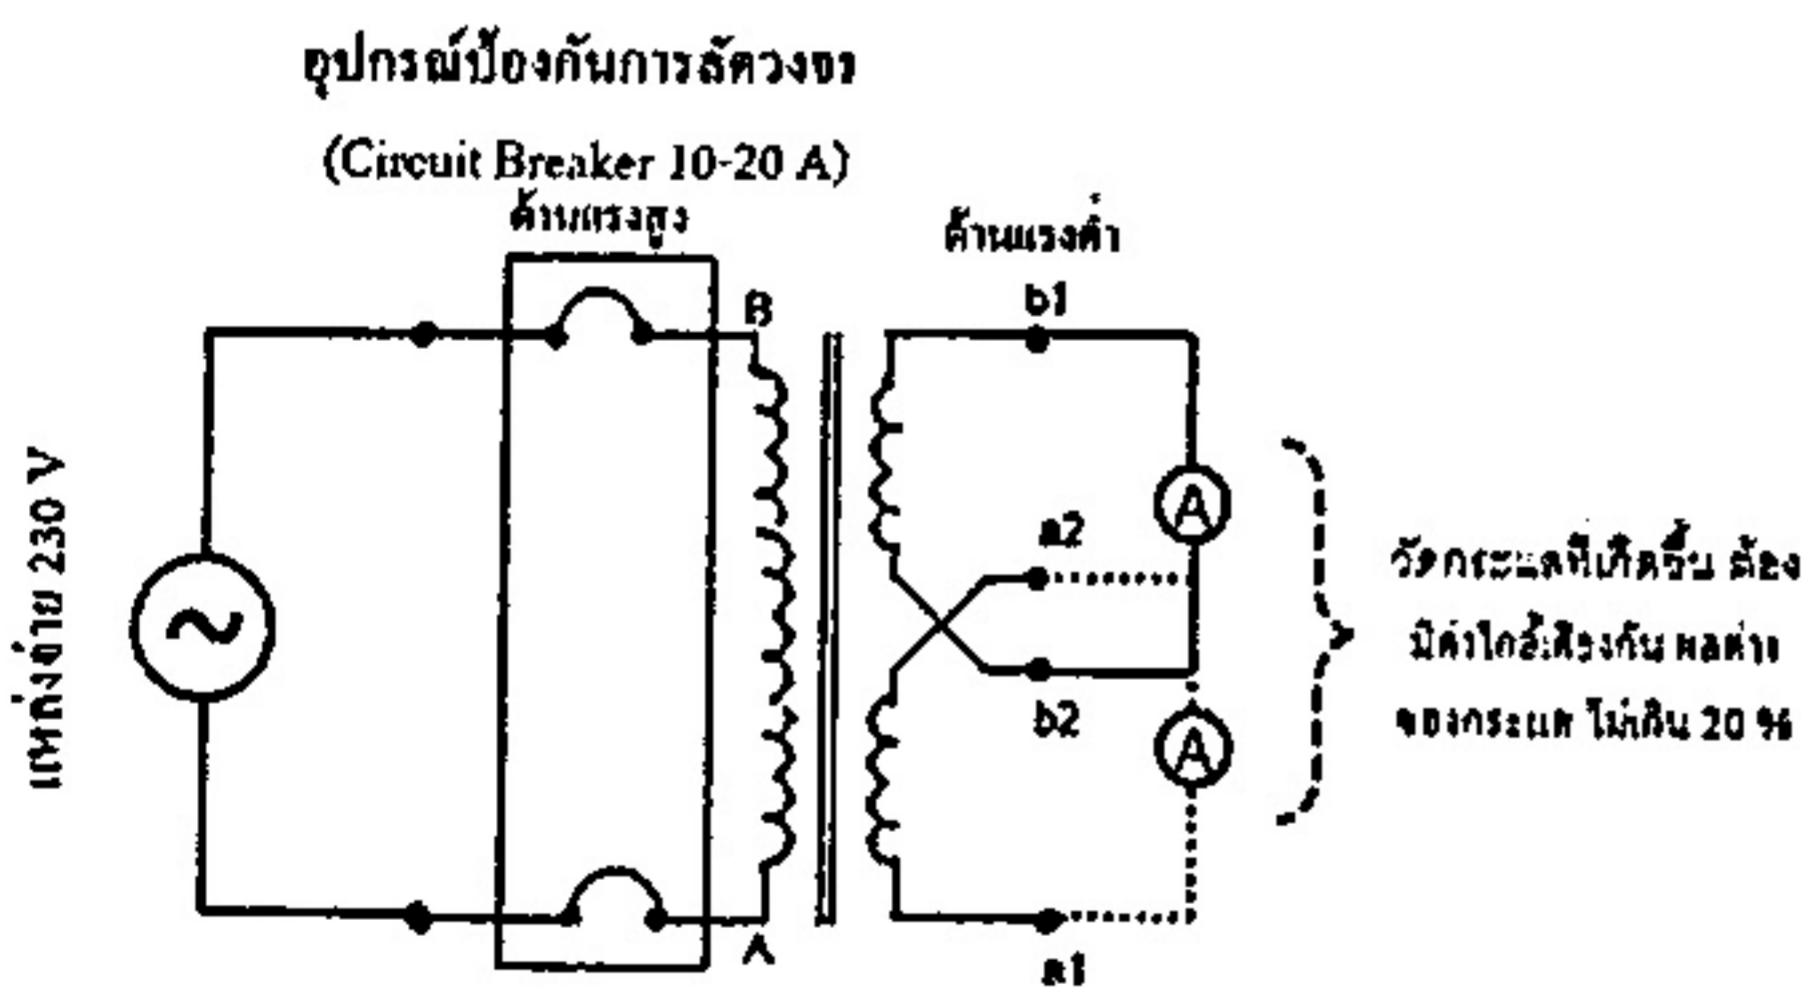 อุปกรณ์ป้องกันการลัดวงจร
(Circuit Breaker 10-20 A)
ด้านแรงสูง
ด้านแรงต่ำ
b1
B
แหล่งจ่าย 230 V
A
a2
วัดกระแสที่เกิดขึ้น ต้อง
มีค่าใกล้เคียงกัน ผลต่าง
ของกระแส ไม่เกิน 20 %
b2
A
A
a1